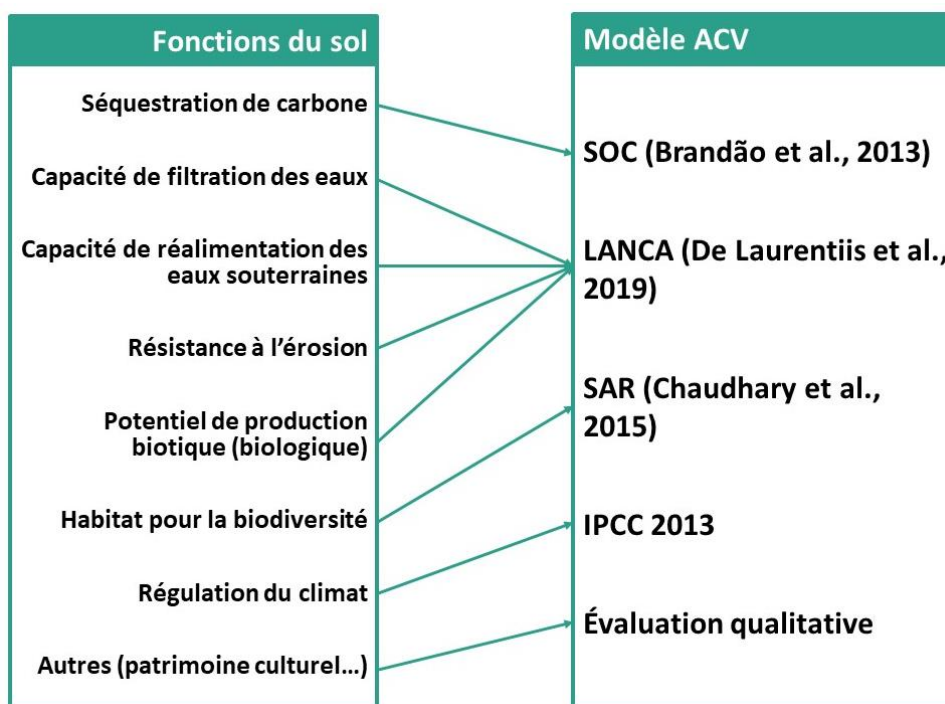 Fonctions du sol
Séquestration de carbone
Capacité de filtration des eaux
Capacité de réalimentation des
eaux souterraines
Résistance à l’érosion
Potentiel de production
biotique (biologique)
Habitat pour la biodiversité
Régulation du climat
Autres (patrimoine culturel…)
Modèle ACV
SOC (Brandão et al., 2013)
LANCA (De Laurentiis et al.,
2019)
SAR (Chaudhary et al.,
2015)
IPCC 2013
Évaluation qualitative